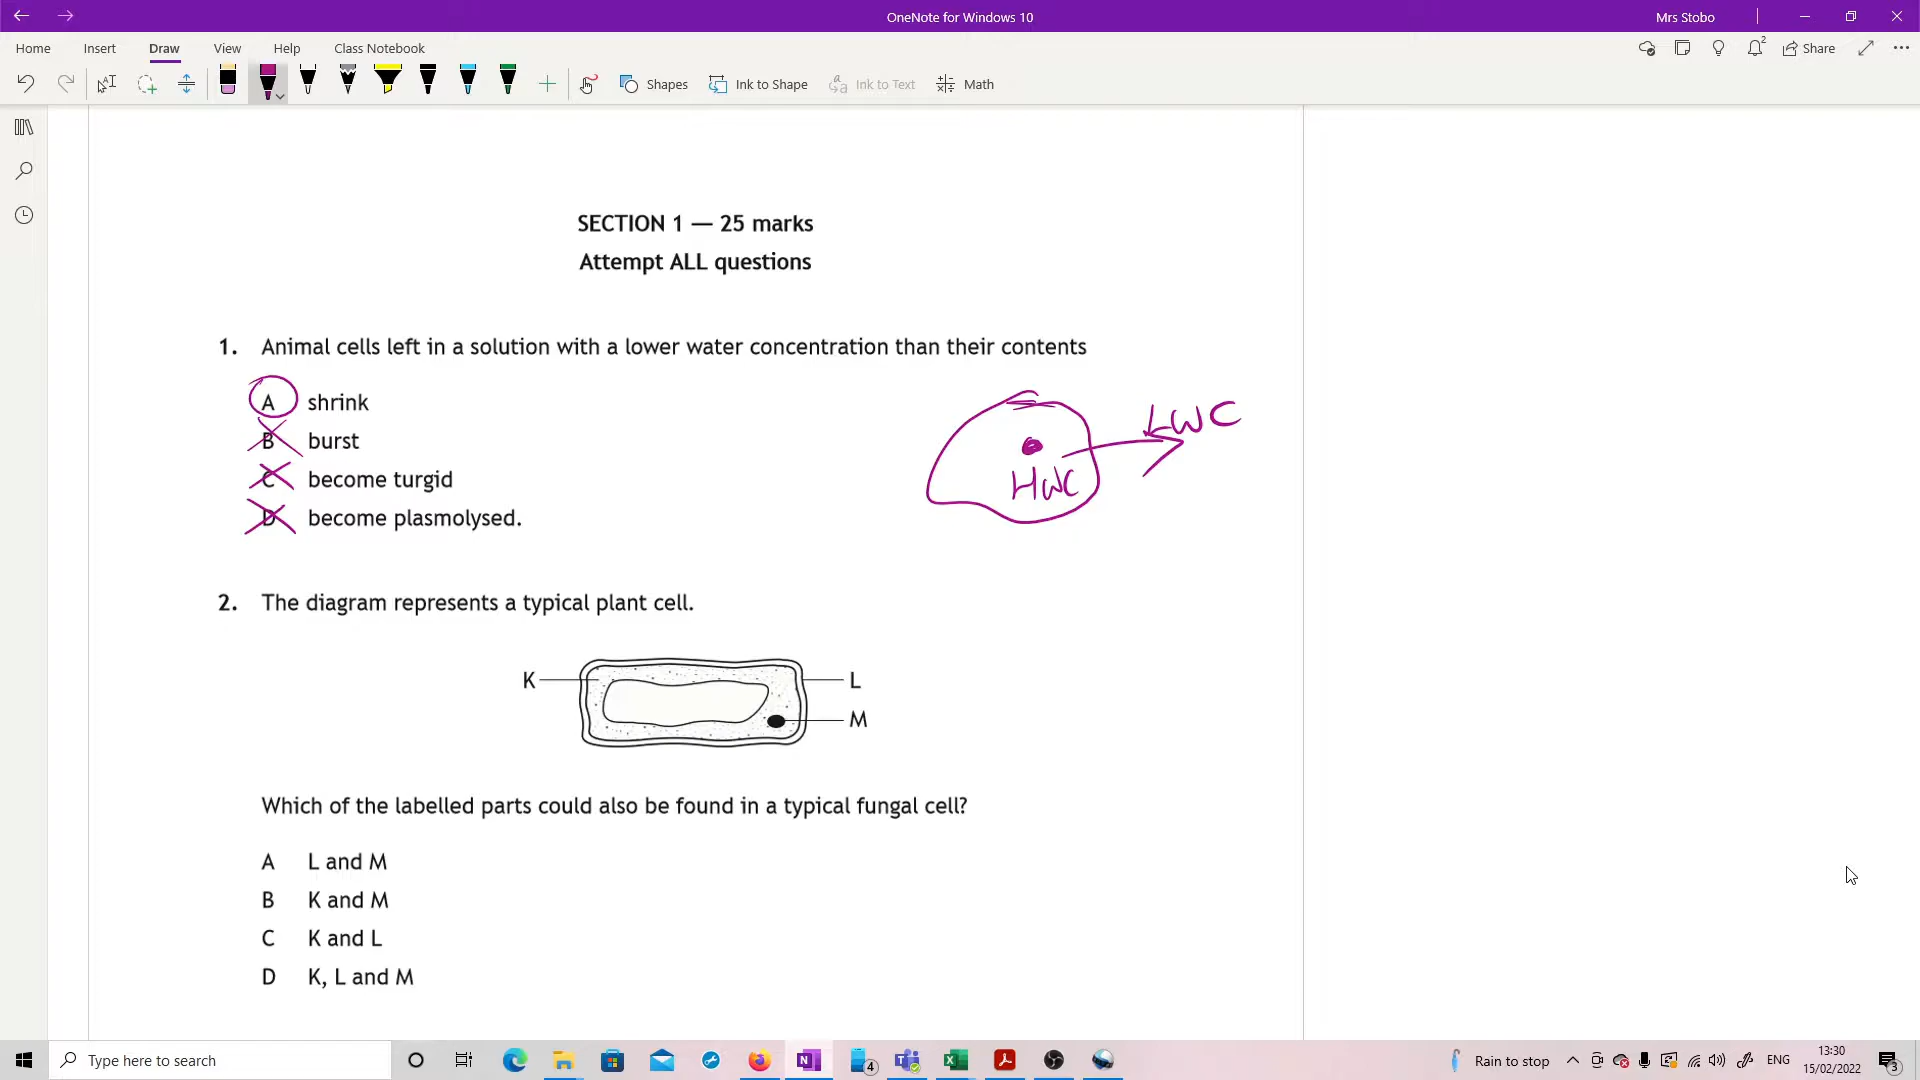 OneNote for Windows 10
Mrs Stobo
Home Insert Draw View Help Class Notebook
2
Share
Shapes Ink to Shape Ink to Text Math
SECTION 1 — 25 marks
Attempt ALL questions
1. Animal cells left in a solution with a lower water concentration than their contents
A shrink
B burst
C become turgid
D become plasmolysed.
LWC
HWC
2. The diagram represents a typical plant cell.
K L
M
Which of the labelled parts could also be found in a typical fungal cell?
A L and M
B K and M
C K and L
D K, L and M
Type here to search
4
Rain to stop
ENG
13:30
15/02/2022
3